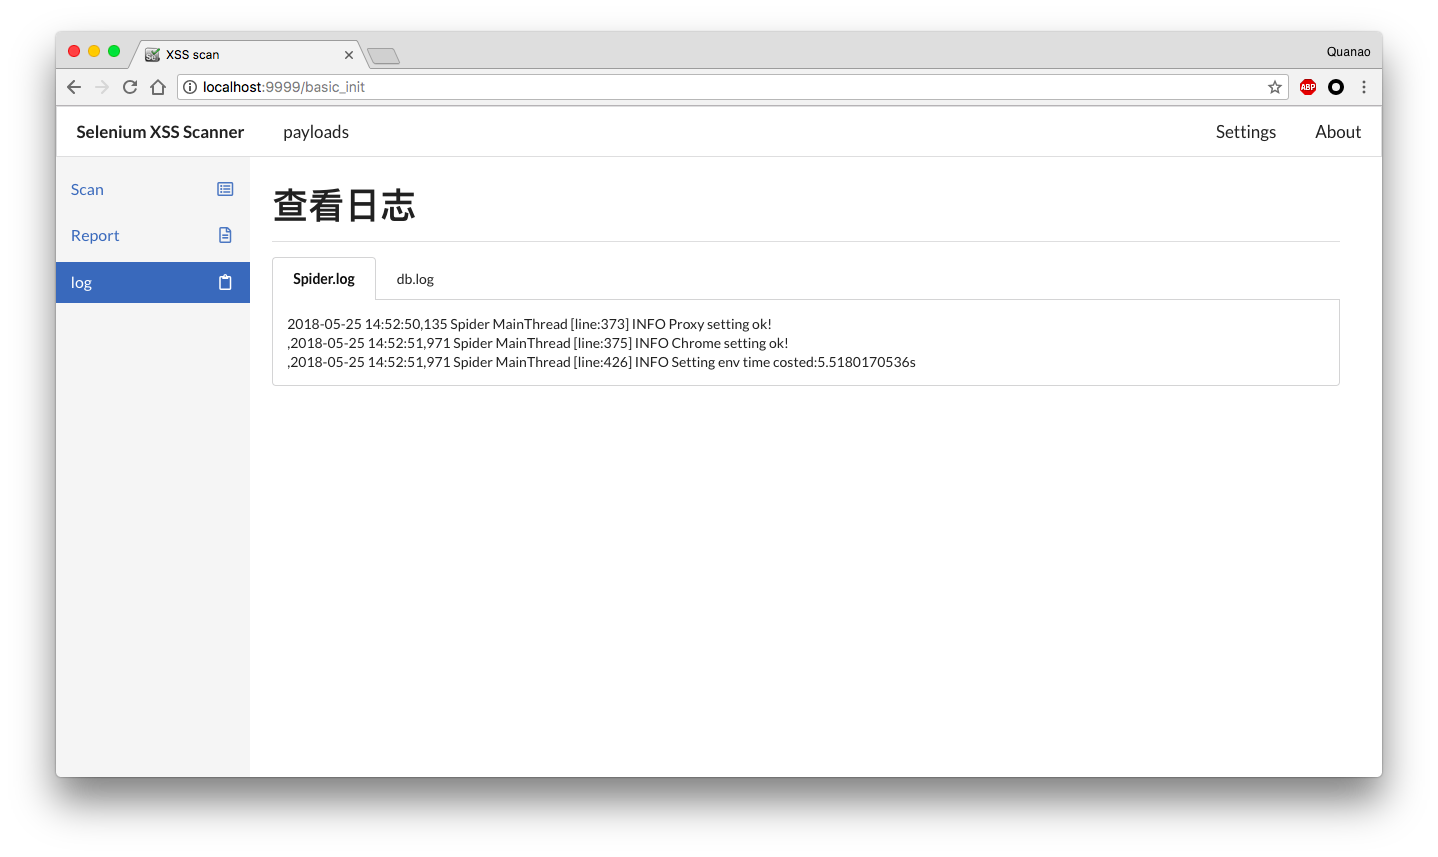 XSS scan
Quanao
localhost:9999/basic_init
ABP
Selenium XSS Scanner payloads Settings About
Scan
Report
log
查看日志
Spider.log db.log
2018-05-25 14:52:50,135 Spider MainThread [line:373] INFO Proxy setting ok!
,2018-05-25 14:52:51,971 Spider MainThread [line:375] INFO Chrome setting ok!
,2018-05-25 14:52:51,971 Spider MainThread [line:426] INFO Setting env time costed:5.5180170536s